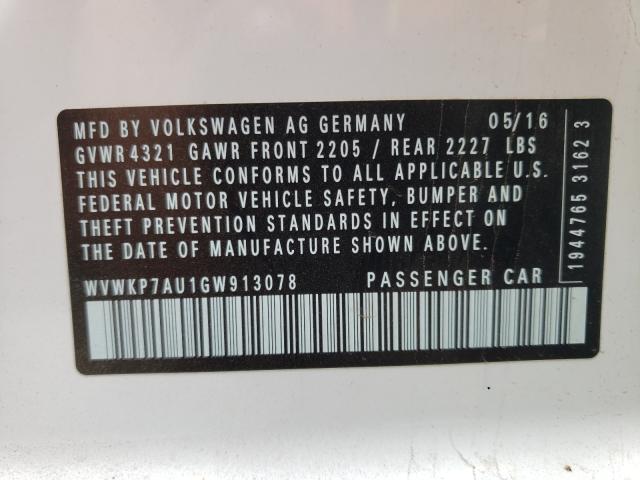 MFD BY VOLKSWAGEN AG GERMANY 05/16
GVWR 4321 GAWR FRONT 2205 / REAR 2227 LBS
THIS VEHICLE CONFORMS TO ALL APPLICABLE U.S.
FEDERAL MOTOR VEHICLE SAFETY, BUMPER AND
THEFT PREVENTION STANDARDS IN EFFECT ON
THE DATE OF MANUFACTURE SHOWN ABOVE.
WVWKP7AU1GW913078 PASSENGER CAR
1944765 3162 3